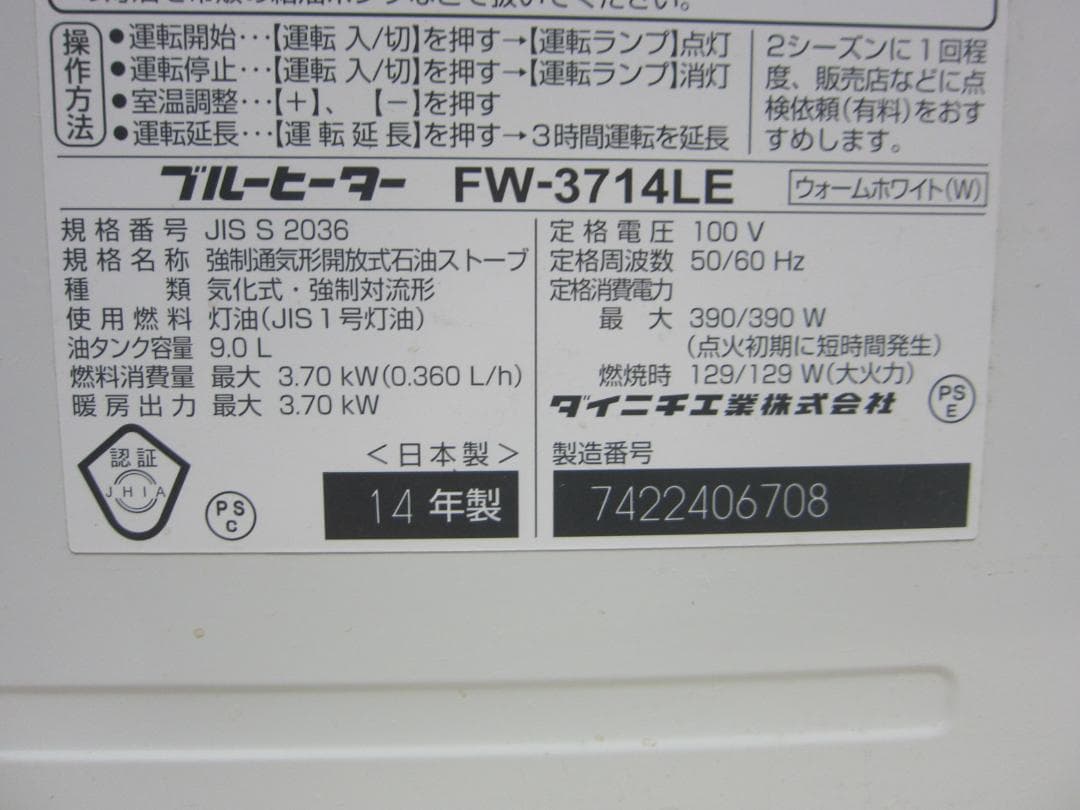 扱いてください。
操作方法
●運転開始…【運転 入/切】を押す→【運転ランプ】点灯
●運転停止…【運転 入/切】を押す→【運転ランプ】消灯
●室温調整…【＋】、【－】を押す
●運転延長…【運転延長】を押す→3時間運転を延長
2シーズンに1回程
度、販売店などに点
検依頼(有料)をおす
すめします。
ブルーヒーター FW-3714LE ウォームホワイト(W)
規格番号 JIS S 2036
規格名称 強制通気形開放式石油ストーブ
種類 気化式・強制対流形
使用燃料 灯油(JIS1号灯油)
油タンク容量 9.0 L
燃料消費量 最大 3.70 kW(0.360 L/h)
暖房出力 最大 3.70 kW
認証
JHIA
PS
C
<日本製>
14年製
定格電圧 100 V
定格周波数 50/60 Hz
定格消費電力
最大 390/390 W
(点火初期に短時間発生)
燃焼時 129/129 W(大火力)
ダイニチ工業株式会社
PS
E
製造番号
7422406708